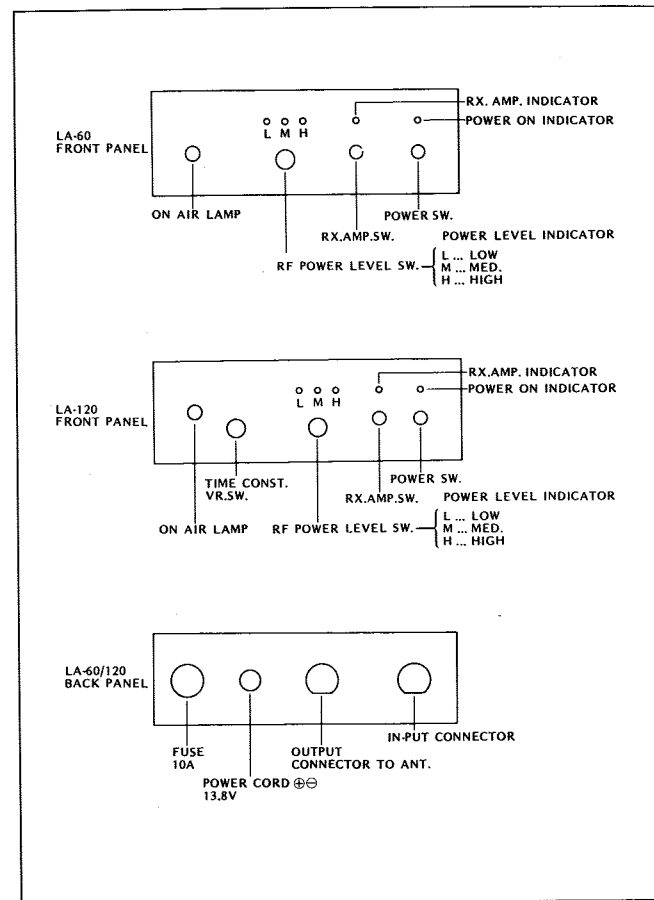 RX. AMP. INDICATOR
POWER ON INDICATOR
L M H
LA-60
FRONT PANEL
ON AIR LAMP
POWER SW.
RX.AMP.SW.
POWER LEVEL INDICATOR
RF POWER LEVEL SW.
L ... LOW
M ... MED.
H ... HIGH
RX.AMP. INDICATOR
POWER ON INDICATOR
L M H
LA-120
FRONT PANEL
TIME CONST.
VR.SW.
POWER SW.
RX.AMP.SW.
POWER LEVEL INDICATOR
ON AIR LAMP
RF POWER LEVEL SW.
L ... LOW
M ... MED.
H ... HIGH
LA-60/120
BACK PANEL
IN-PUT CONNECTOR
FUSE
10A
OUTPUT
CONNECTOR TO ANT.
POWER CORD ⊕⊖
13.8V